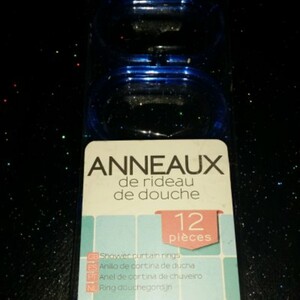 ANNEAUX
de rideau
de douche
12
pièces
Shower curtain rings
Anillo de cortina de ducha
Anel de cortina de chuveiro
Ring douchegordijn